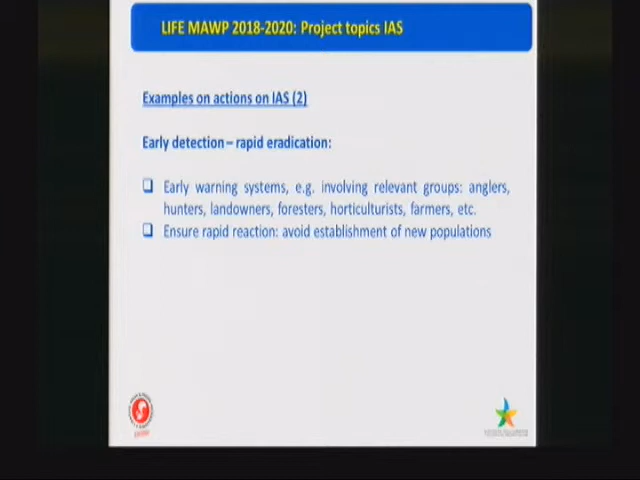 LIFE MAWP 2018-2020: Project topics IAS
Examples on actions on IAS (2)
Early detection – rapid eradication:
Early warning systems, e.g. involving relevant groups: anglers,
hunters, landowners, foresters, horticulturists, farmers, etc.
Ensure rapid reaction: avoid establishment of new populations